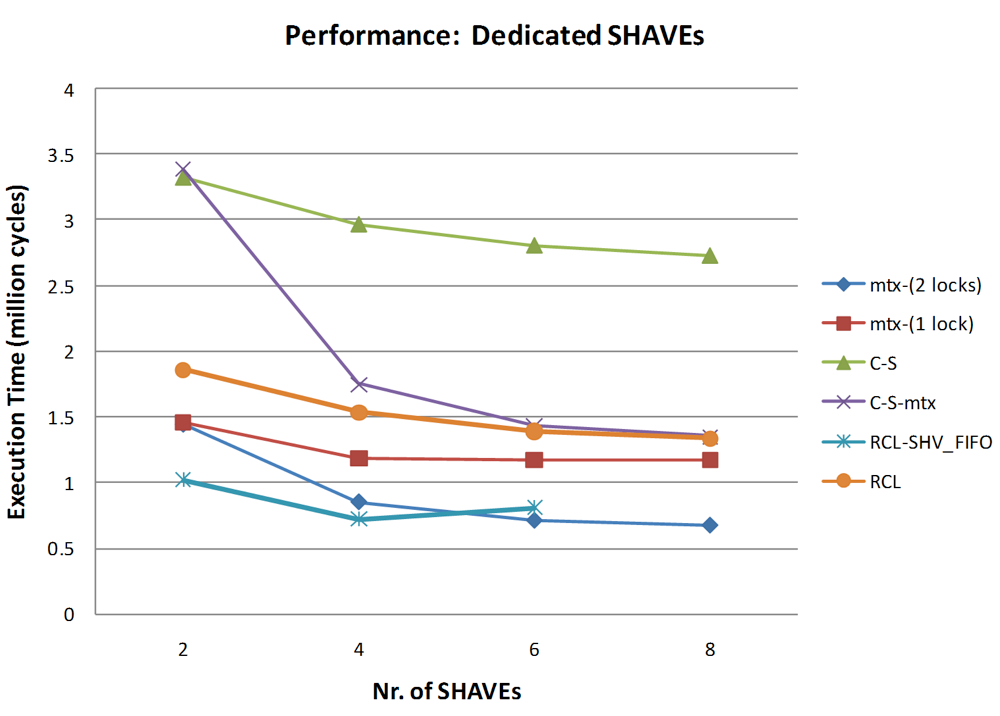 Performance: Dedicated SHAVEs
Execution Time (million cycles)
4
3.5
3
2.5
2
1.5
1
0.5
0
2 4 6 8
Nr. of SHAVEs
mtx-(2 locks)
mtx-(1 lock)
C-S
C-S-mtx
RCL-SHV_FIFO
RCL